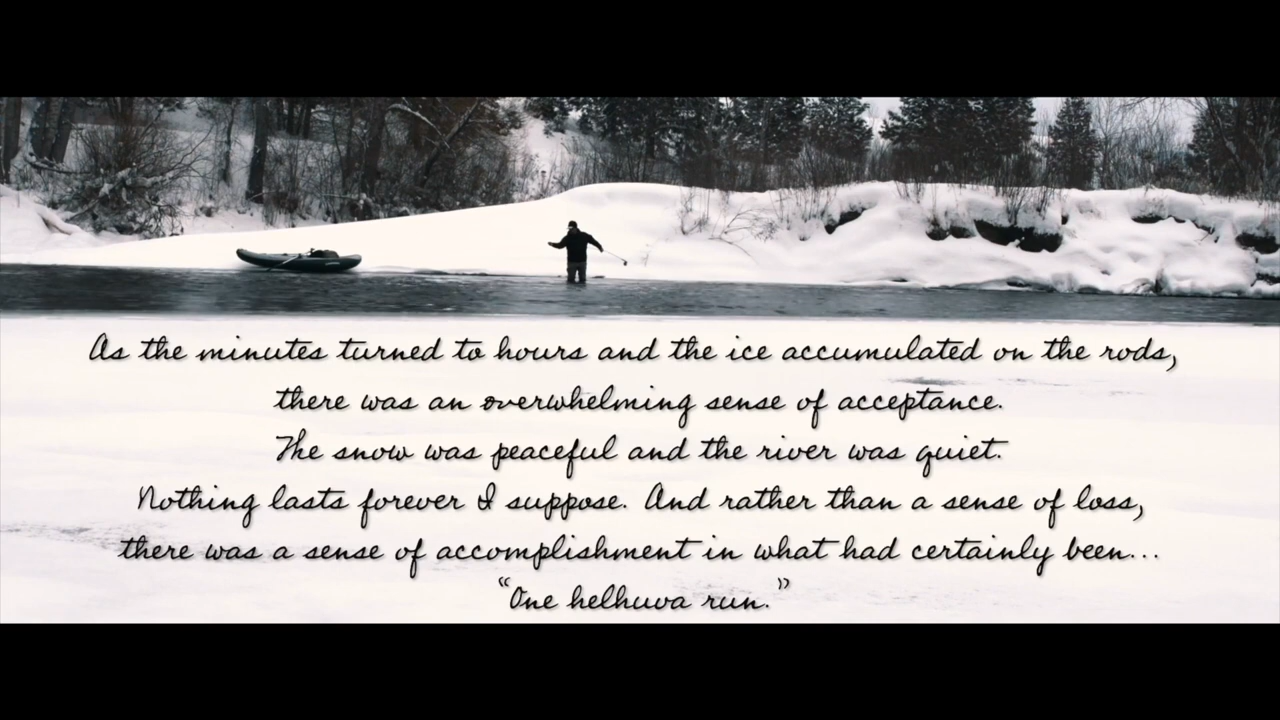 As the minutes turned to hours and the ice accumulated on the rods,
there was an overwhelming sense of acceptance.
The snow was peaceful and the river was quiet.
Nothing lasts forever I suppose. And rather than a sense of loss,
there was a sense of accomplishment in what had certainly been...
“One helhuva run.”